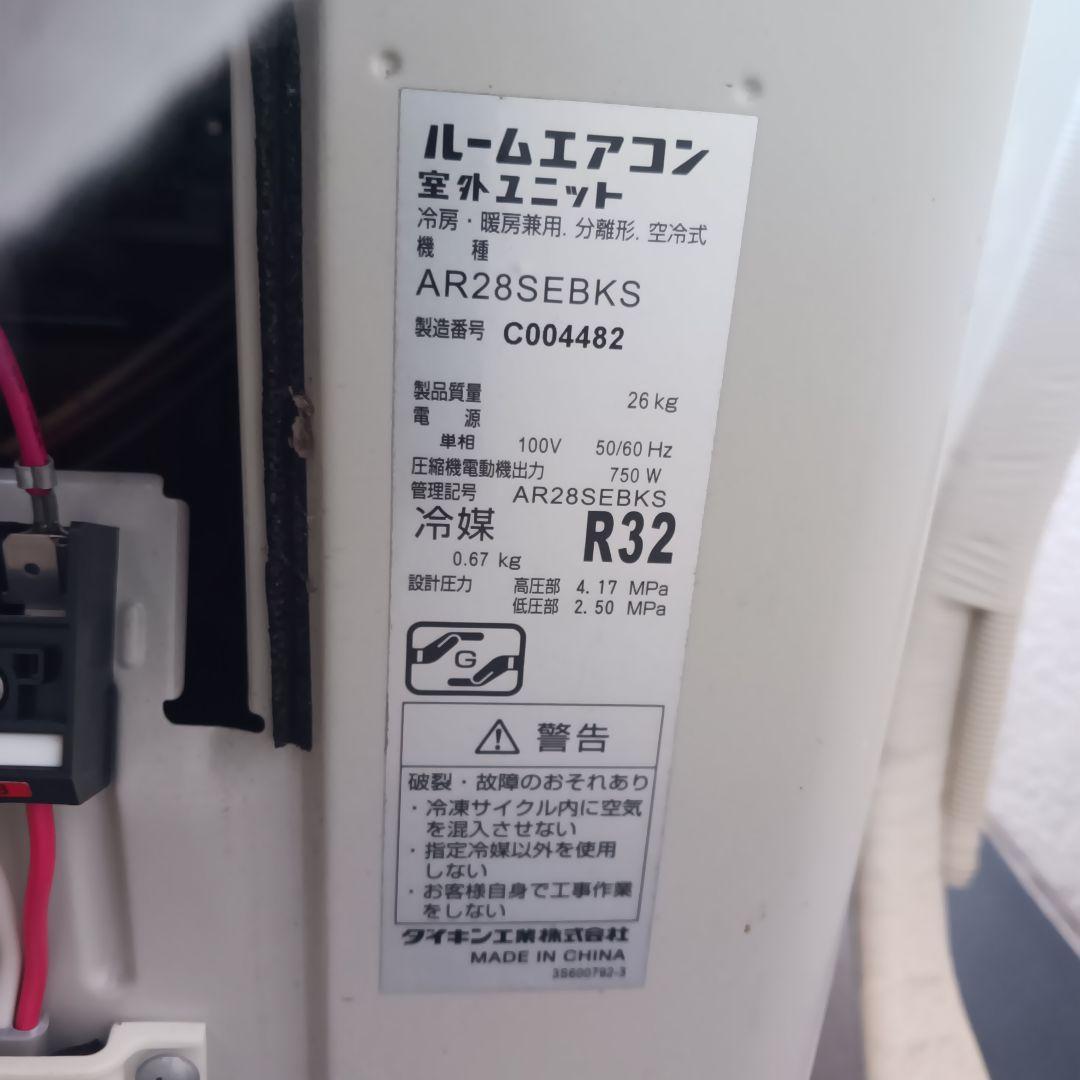 ルームエアコン
室外ユニット
冷房・暖房兼用. 分離形. 空冷式
機 種
AR28SEBKS
製造番号 C004482
製品質量 26 kg
電 源
単相 100V 50/60 Hz
圧縮機電動機出力 750 W
管理記号 AR28SEBKS
冷媒 R32
0.67 kg
設計圧力 高圧部 4.17 MPa
低圧部 2.50 MPa
G
警告
破裂・故障のおそれあり
・冷凍サイクル内に空気
を混入させない
・指定冷媒以外を使用
しない
・お客様自身で工事作業
をしない
ダイキン工業株式会社
MADE IN CHINA
3S600792-3